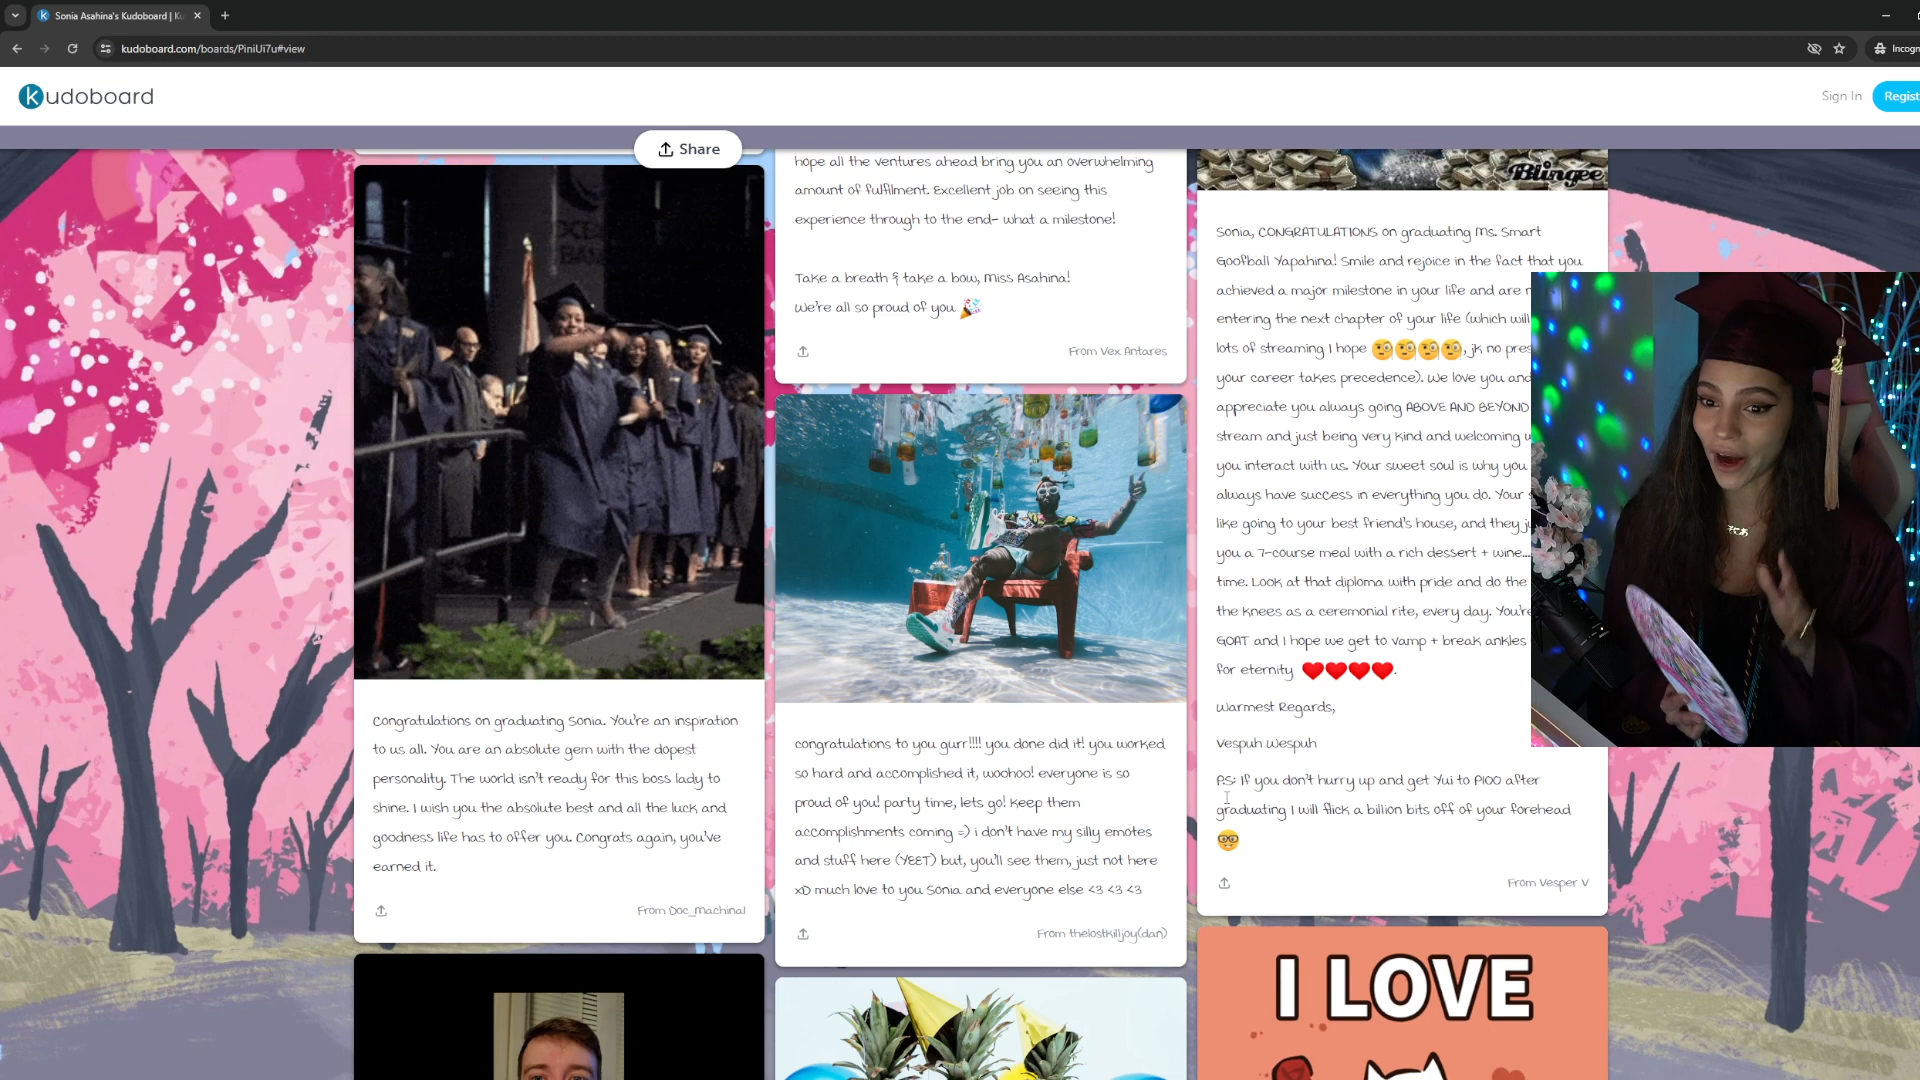 Sonia Asahina's Kudoboard | Ku
kudoboard.com/boards/PiniUi7u#view
Incogn
kudoboard
Sign In
Regist
Share
Congratulations on graduating Sonia. You're an inspiration
to us all. You are an absolute gem with the dopest
personality. The world isn't ready for this boss lady to
shine. I wish you the absolute best and all the luck and
goodness life has to offer you. Congrats again, you've
earned it.
From Doc_Machinal
hope all the ventures ahead bring you an overwhelming
amount of fulfilment. Excellent job on seeing this
experience through to the end- what a milestone!
Take a breath & take a bow, Miss Asahina!
We're all so proud of you 🎉
From Vex Antares
congratulations to you gurr!!!! you done did it! you worked
so hard and accomplished it, woohoo! everyone is so
proud of you! party time, lets go! keep them
accomplishments coming =) i don't have my silly emotes
and stuff here (YEET) but, you'll see them, just not here
xD much love to you Sonia and everyone else <3 <3 <3
From thelostkilljoy(dan)
Blingee
Sonia, CONGRATULATIONS on graduating Ms. Smart
Goofball Yapahina! Smile and rejoice in the fact that you
achieved a major milestone in your life and are
entering the next chapter of your life (which will
lots of streaming I hope 🧐🧐🧐🧐, jk no pres
your career takes precedence). We love you and
appreciate you always going ABOVE AND BEYOND
stream and just being very kind and welcoming
you interact with us. Your sweet soul is why you
always have success in everything you do. Your
like going to your best friend's house, and they
you a 7-course meal with a rich dessert + wine...
time. Look at that diploma with pride and do the
the knees as a ceremonial rite, every day. You're
GOAT and I hope we get to vamp + break ankles
for eternity ❤️❤️❤️❤️.
Warmest Regards,
Vespuh Wespuh
P.S: If you don't hurry up and get Yui to P100 after
graduating I will flick a billion bits off of your forehead
🤓
From Vesper V
I LOVE